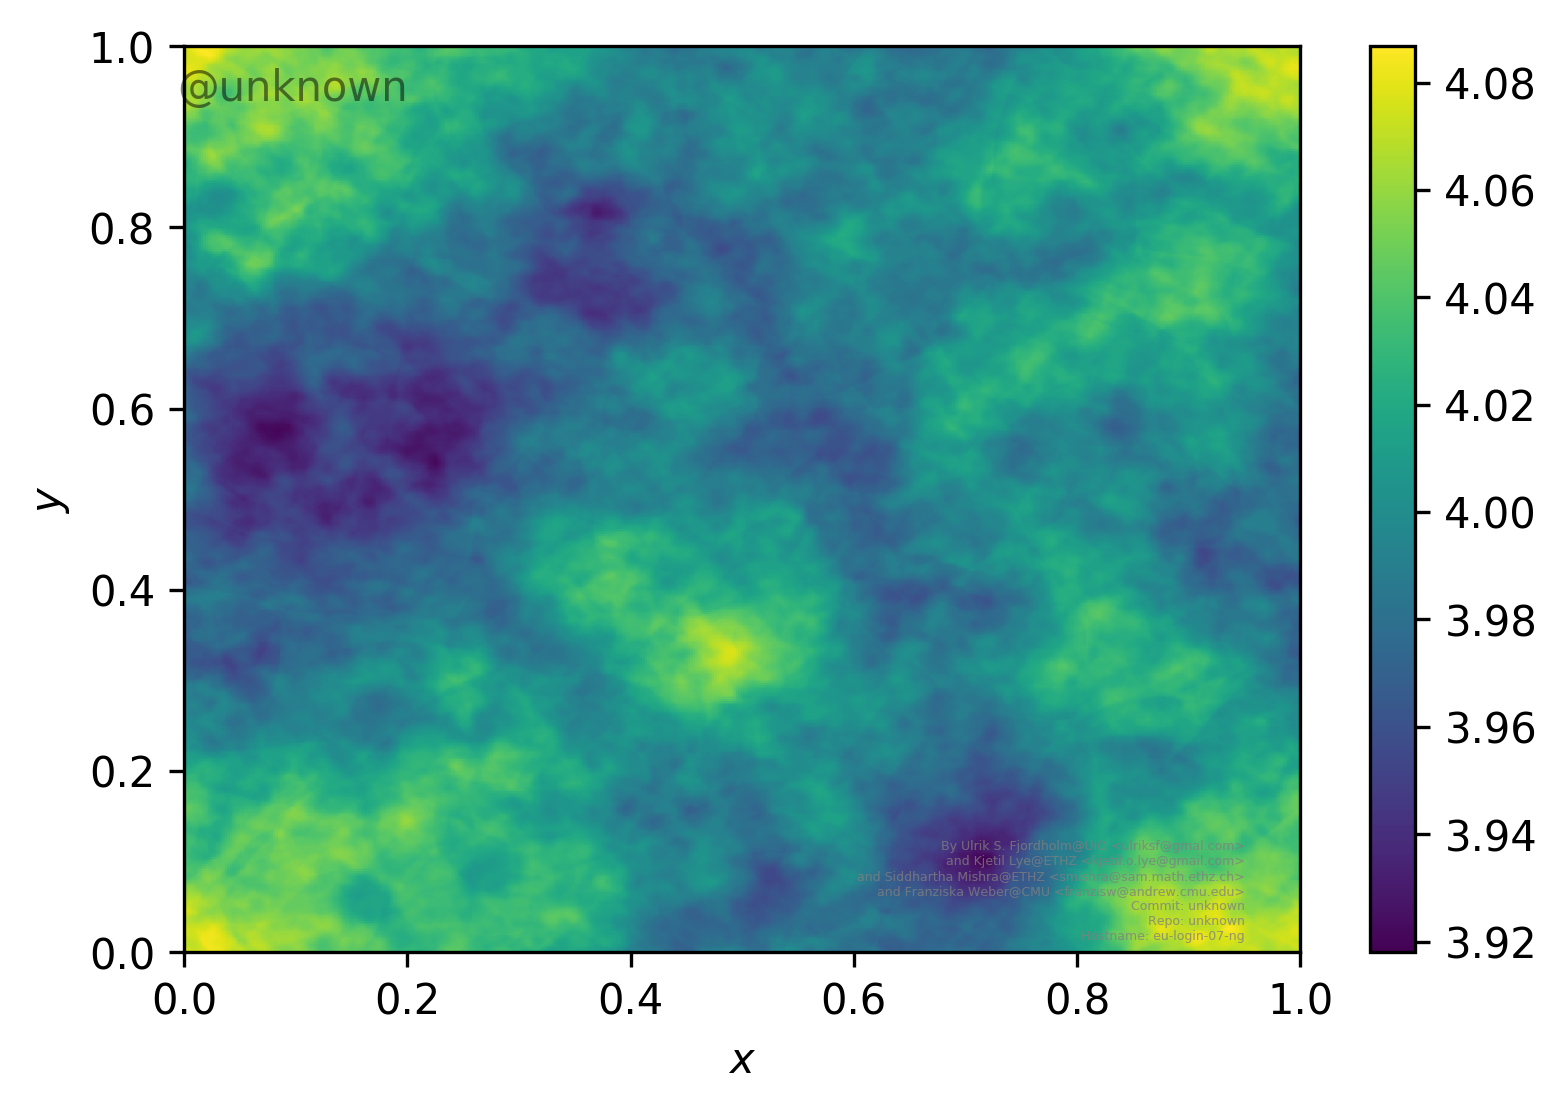 @unknown
1.0
0.8
0.6
0.4
0.2
0.0
y
0.0 0.2 0.4 0.6 0.8 1.0
x
4.08
4.06
4.04
4.02
4.00
3.98
3.96
3.94
3.92
By Ulrik S.
and Kjetil Lye@ETHZ
and Siddhartha Mishra@ETHZ
and Franziska Weber@CMU
Commit: unknown
Repo: unknown
eu-login-07-ng